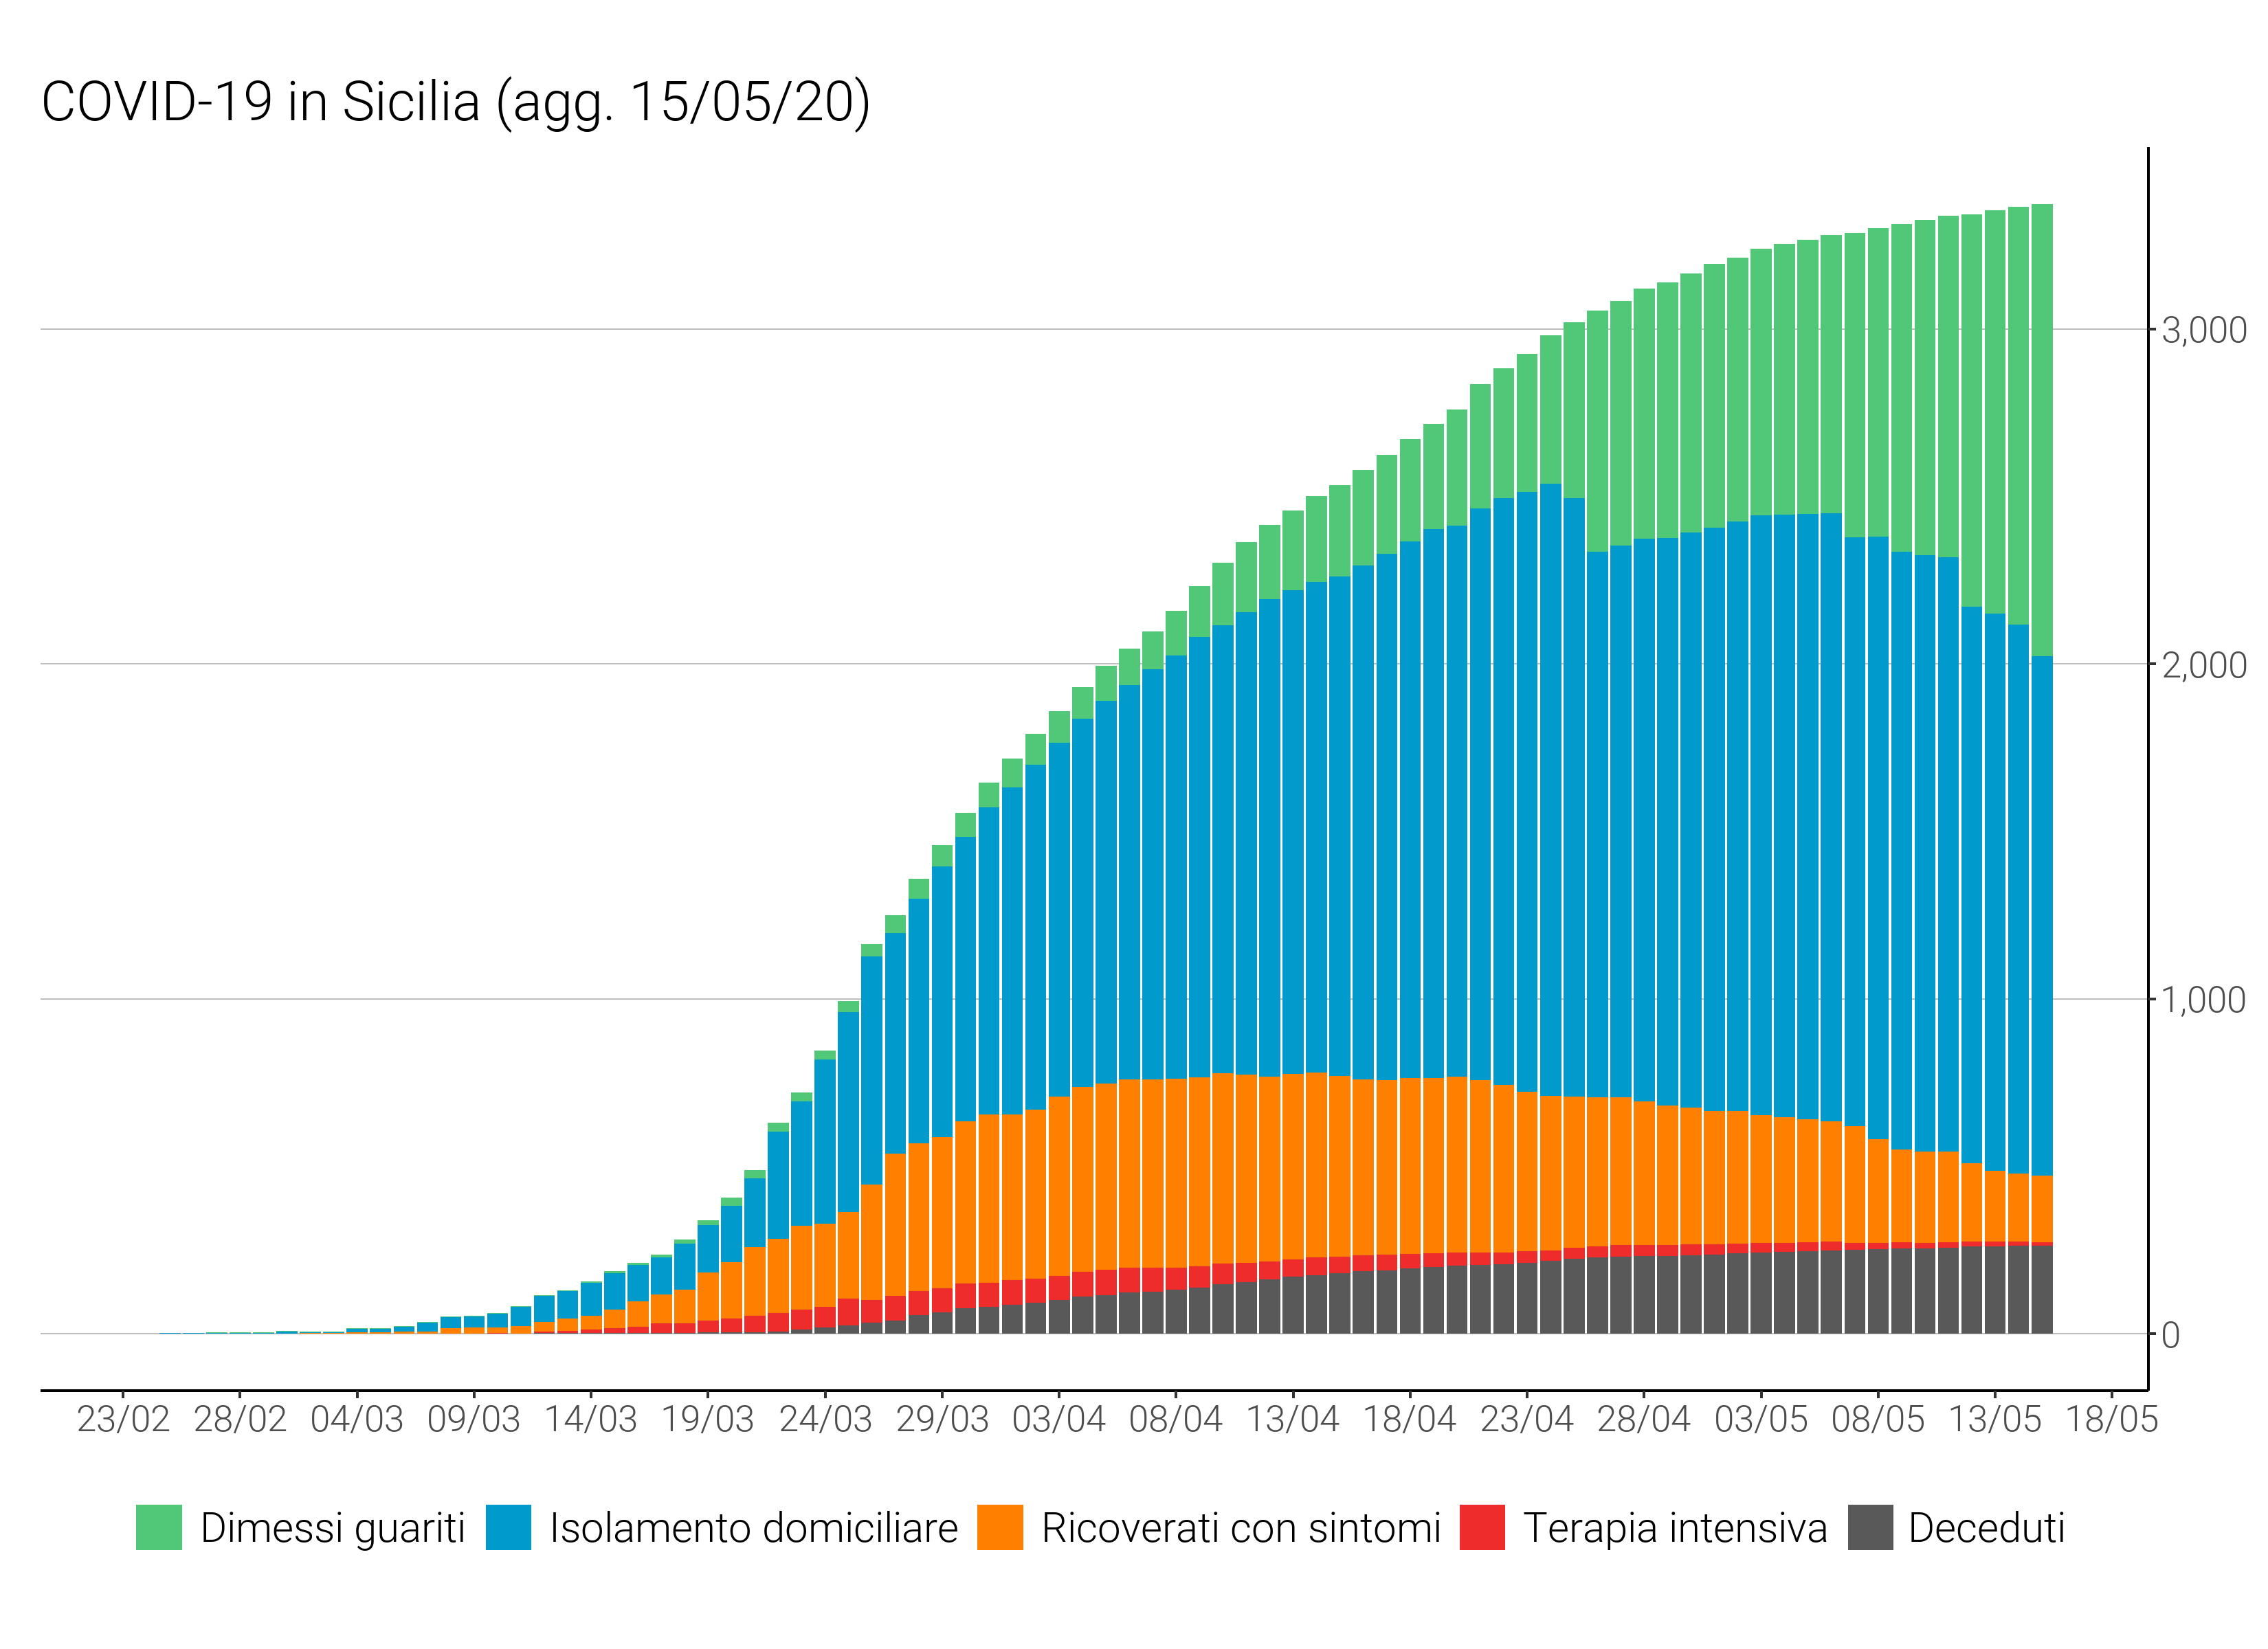 COVID-19 in Sicilia (agg. 15/05/20)
3,000
2,000
1,000
0
23/02 28/02 04/03 09/03 14/03 19/03 24/03 29/03 03/04 08/04 13/04 18/04 23/04 28/04 03/05 08/05 13/05 18/05
Dimessi guariti Isolamento domiciliare Ricoverati con sintomi Terapia intensiva Deceduti